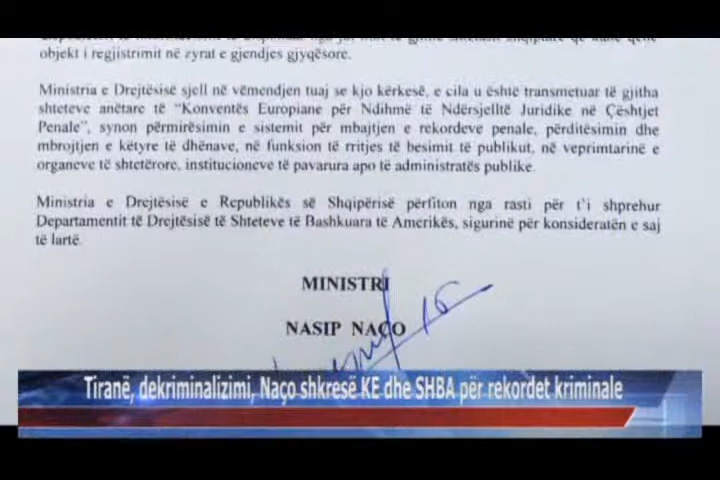 objekt i regjistrimit në zyrat e gjendjes gjyqësore.
Ministria e Drejtësisë sjell në vëmendjen tuaj se kjo kërkesë, e cila u është transmetuar të gjitha
shteteve anëtare të “Konventës Europiane për Ndihmë të Ndërsjelltë Juridike në Çështjet
Penale”, synon përmirësimin e sistemit për mbajtjen e rekordeve penale, përditësimin dhe
mbrojtjen e këtyre të dhënave, në funksion të rritjes të besimit të publikut, në veprimtarinë e
organeve të shtetërore, institucioneve të pavarura apo të administratës publike.
Ministria e Drejtësisë e Republikës së Shqipërisë përfiton nga rasti për t’i shprehur
Departamentit të Drejtësisë të Shteteve të Bashkuara të Amerikës, sigurinë për konsideratën e saj
të lartë.
MINISTRI
NASIP NAÇO
Tiranë, dekriminalizimi, Naço shkresë KE dhe SHBA për rekordet kriminale